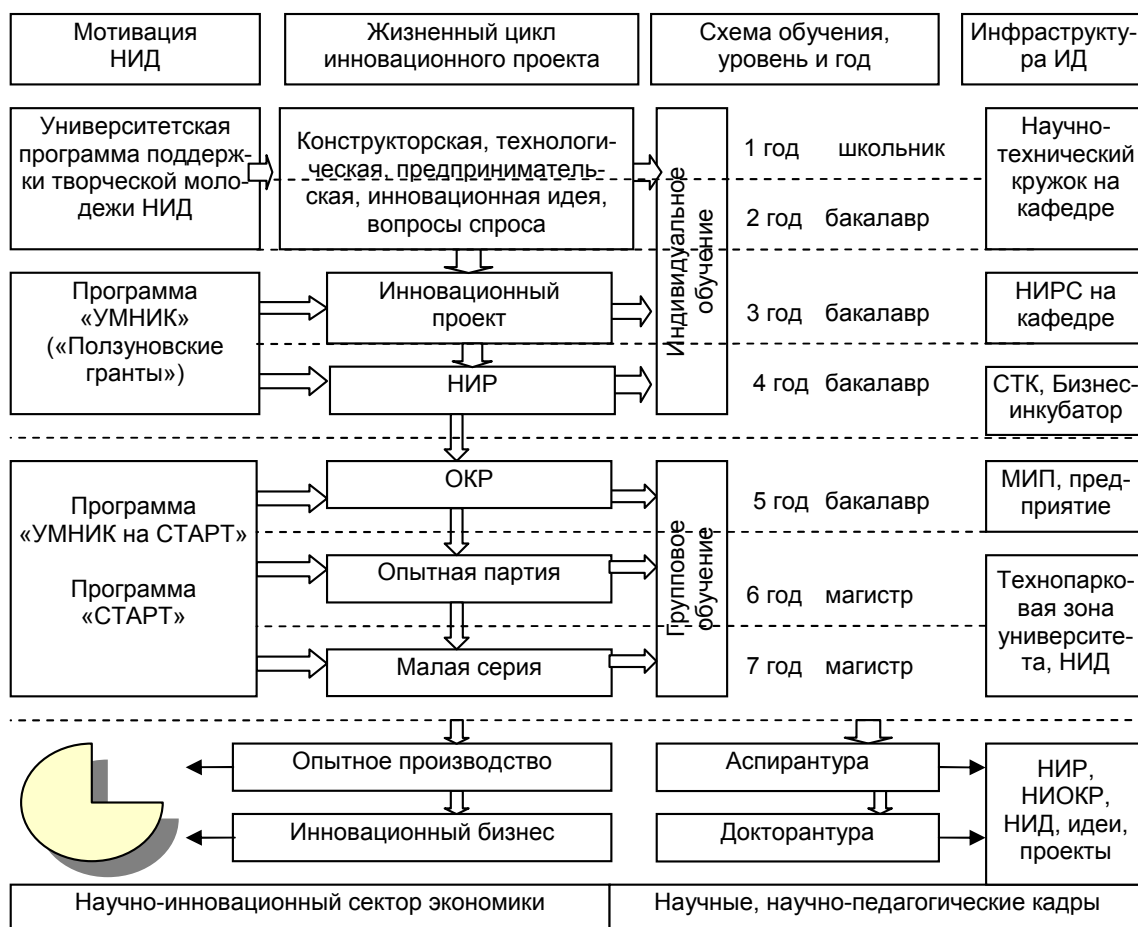 Мотивация
НИД
Жизненный цикл
инновационного проекта
Схема обучения,
уровень и год
Инфраструкту-
ра ИД
Университетская
программа поддерж-
ки творческой моло-
дежи НИД
Конструкторская, технологи-
ческая, предприниматель-
ская, инновационная идея,
вопросы спроса
Индивидуальное
обучение
1 год школьник
2 год бакалавр
Научно-
технический
кружок на
кафедре
Программа
«УМНИК»
(«Ползуновские
гранты»)
Инновационный
проект
3 год бакалавр
НИРС на
кафедре
НИР
4 год бакалавр
СТК, Бизнес-
инкубатор
Программа
«УМНИК на СТАРТ»
Программа
«СТАРТ»
ОКР
Групповое
обучение
5 год бакалавр
МИП, пред-
приятие
Опытная партия
6 год магистр
Технопарко-
вая зона
университе-
та, НИД
Малая серия
7 год магистр
Опытное производство
Аспирантура
НИР,
НИОКР,
НИД, идеи,
проекты
Инновационный бизнес
Докторантура
Научно-инновационный сектор экономики
Научные, научно-педагогические кадры